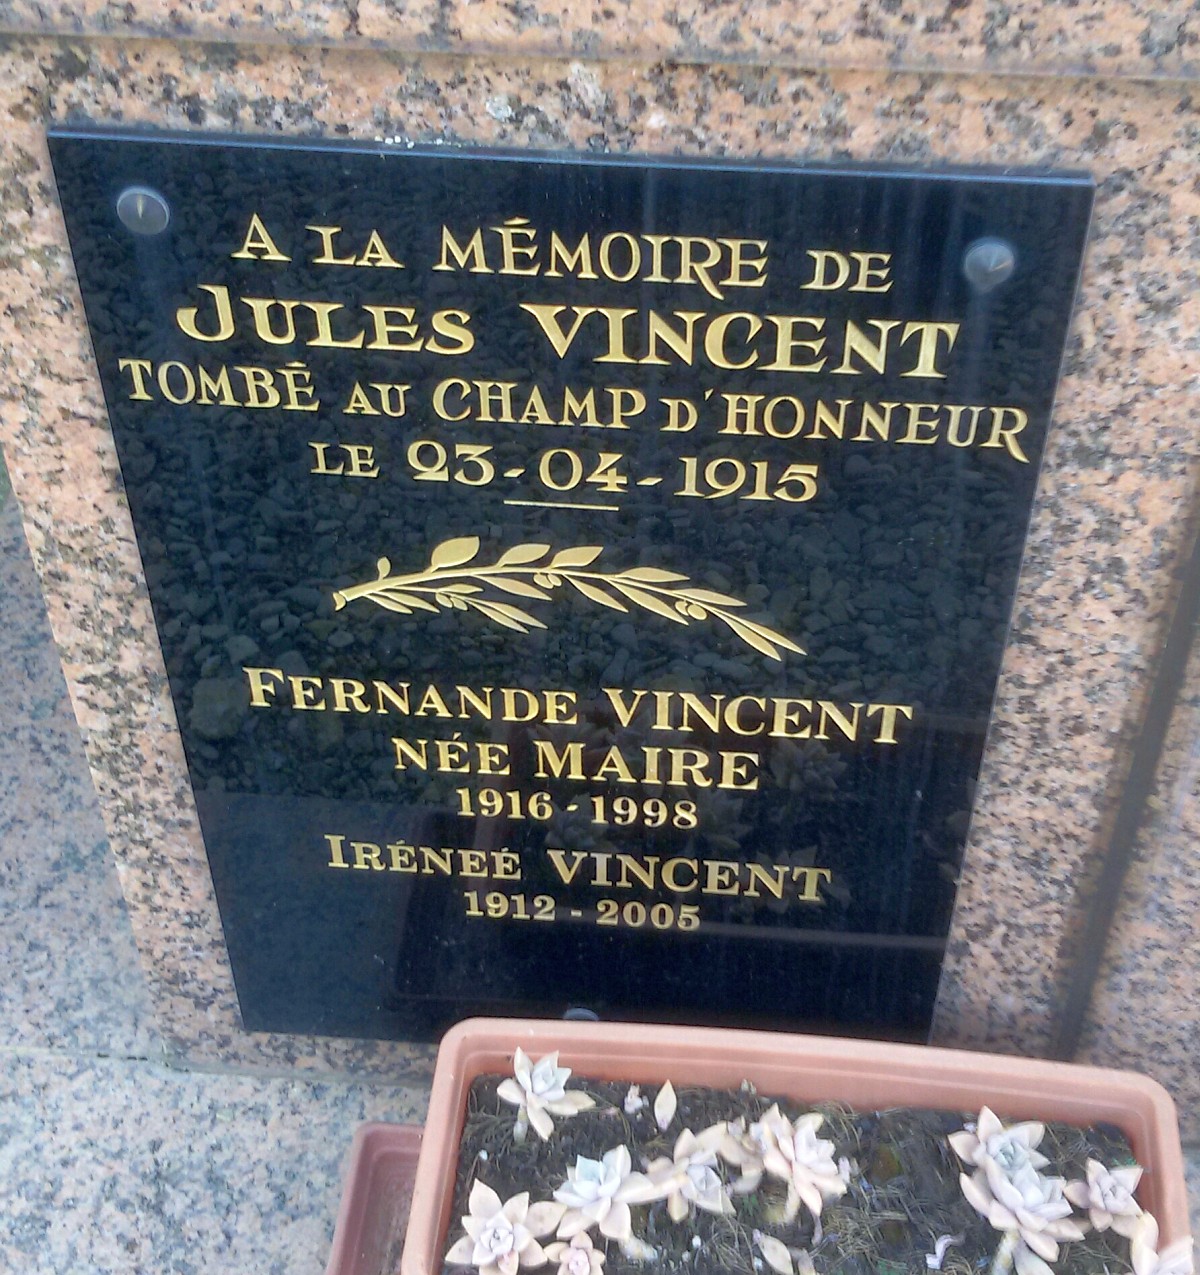 A LA MÉMOIRE DE
JULES VINCENT
TOMBÉ AU CHAMP D'HONNEUR
LE 23-04-1915
FERNANDE VINCENT
NÉE MAIRE
1916-1998
IRÉNEÉ VINCENT
1912-2005